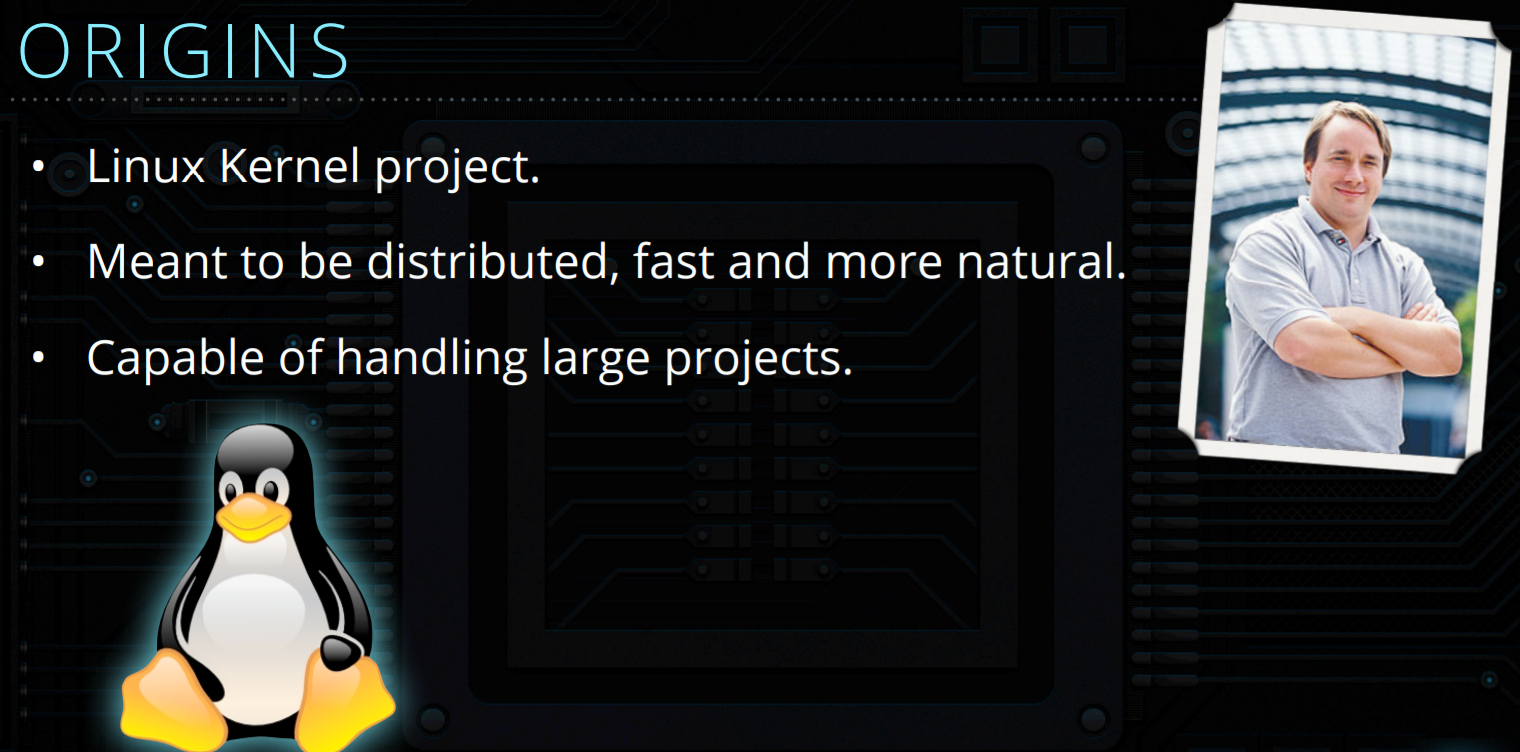 ORIGINS
• Linux Kernel project.
• Meant to be distributed, fast and more natural.
• Capable of handling large projects.